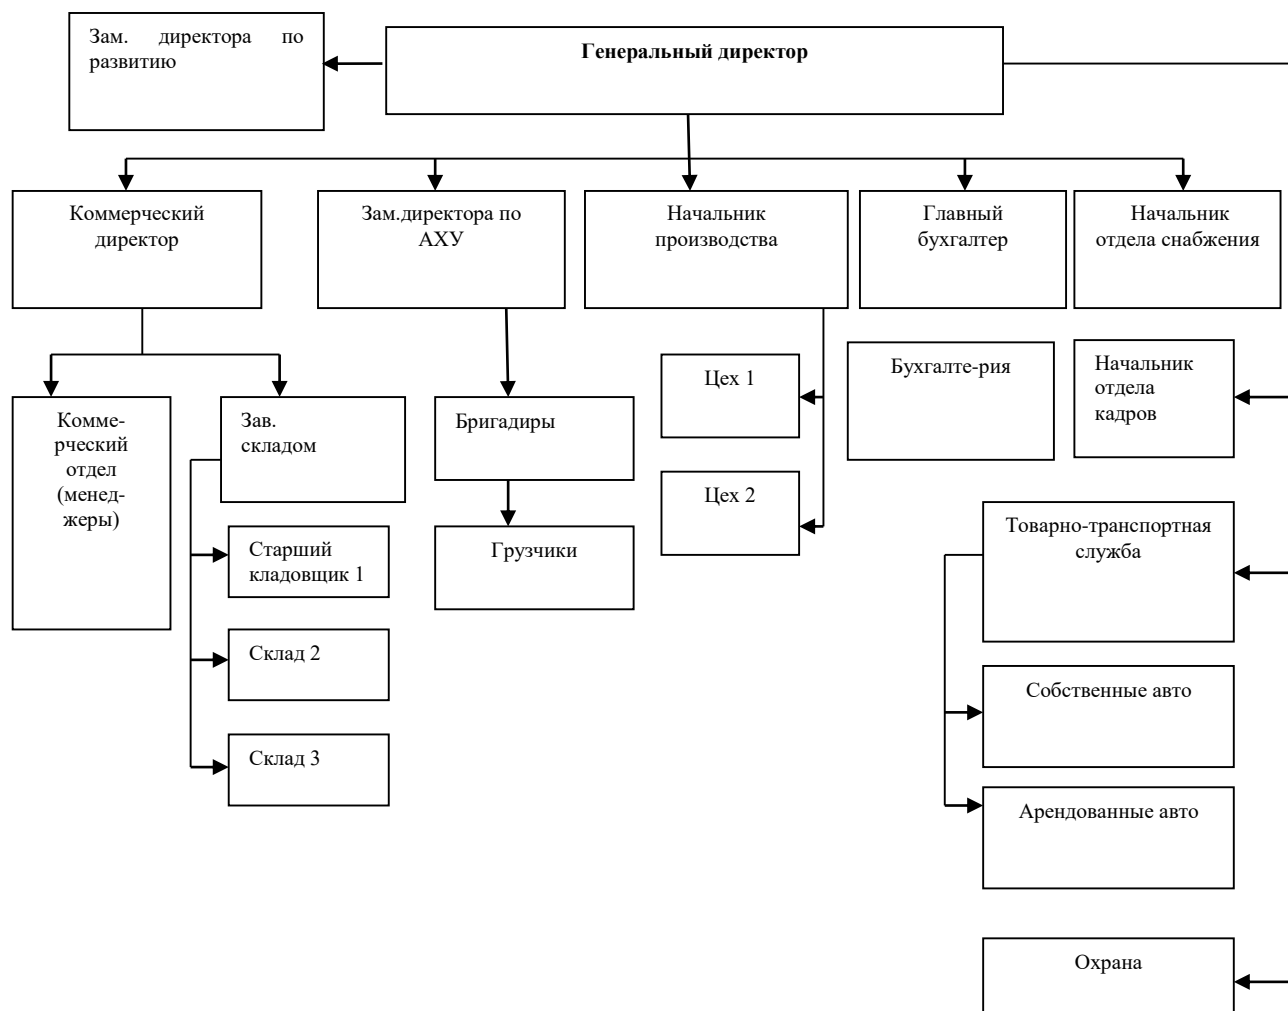 Зам. директора по
развитию
Генеральный директор
Коммерческий
директор
Зам.директора по
АХУ
Начальник
производства
Главный
бухгалтер
Начальник
отдела снабжения
Комме-
рческий
отдел
(менед-
жеры)
Зав.
складом
Бригадиры
Цех 1
Бухгалте-рия
Начальник
отдела
кадров
Цех 2
Старший
кладовщик 1
Грузчики
Товарно-транспортная
служба
Склад 2
Собственные авто
Склад 3
Арендованные авто
Охрана